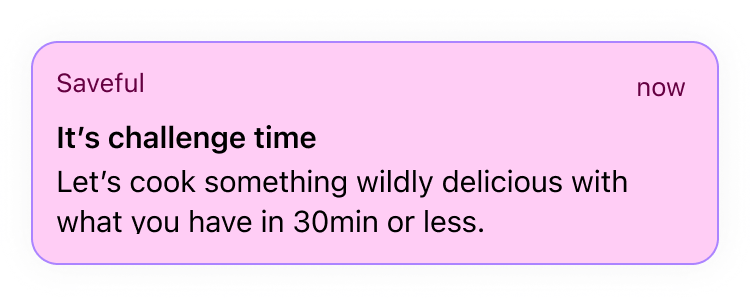 Saveful
now
It’s challenge time
Let’s cook something wildly delicious with
what you have in 30min or less.